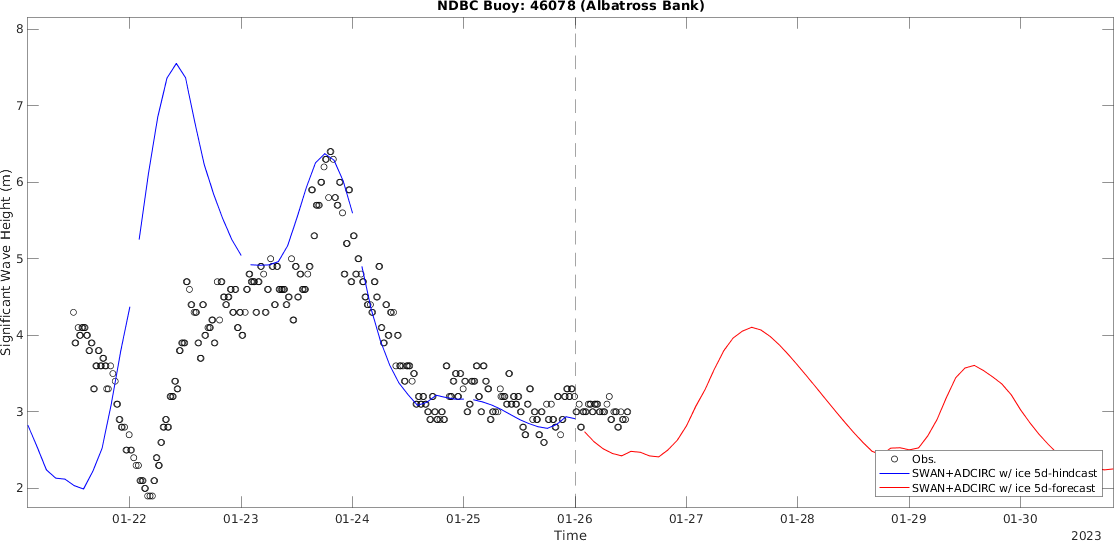 NDBC Buoy: 46078 (Albatross Bank)
8
7
6
5
4
3
2
Significant Wave Height (m)
01-22 01-23 01-24 01-25 01-26 01-27 01-28 01-29 01-30
Time
2023
Obs.
SWAN+ADCIRC w/ ice 5d-hindcast
SWAN+ADCIRC w/ ice 5d-forecast